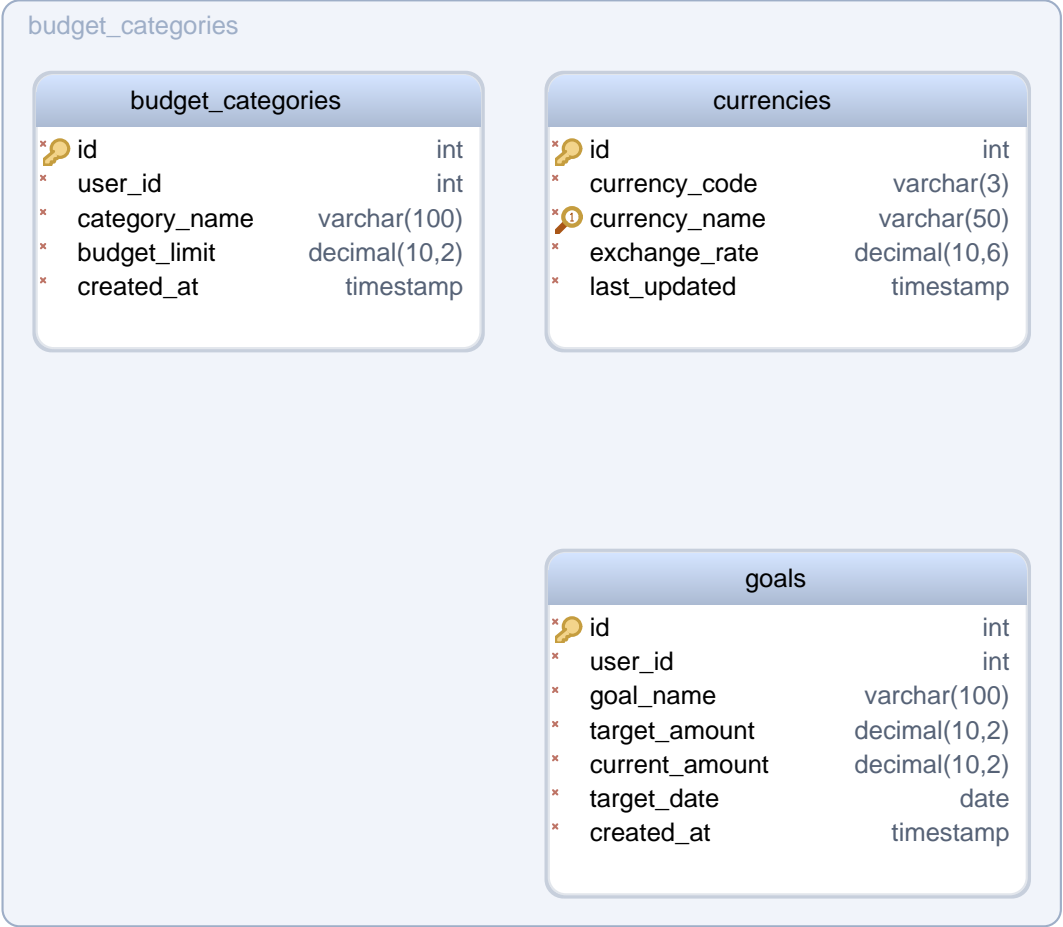 budget_categories
budget_categories
id int
user_id int
category_name varchar(100)
budget_limit decimal(10,2)
created_at timestamp
currencies
id int
currency_code varchar(3)
1 currency_name varchar(50)
exchange_rate decimal(10,6)
last_updated timestamp
goals
id int
user_id int
goal_name varchar(100)
target_amount decimal(10,2)
current_amount decimal(10,2)
target_date date
created_at timestamp